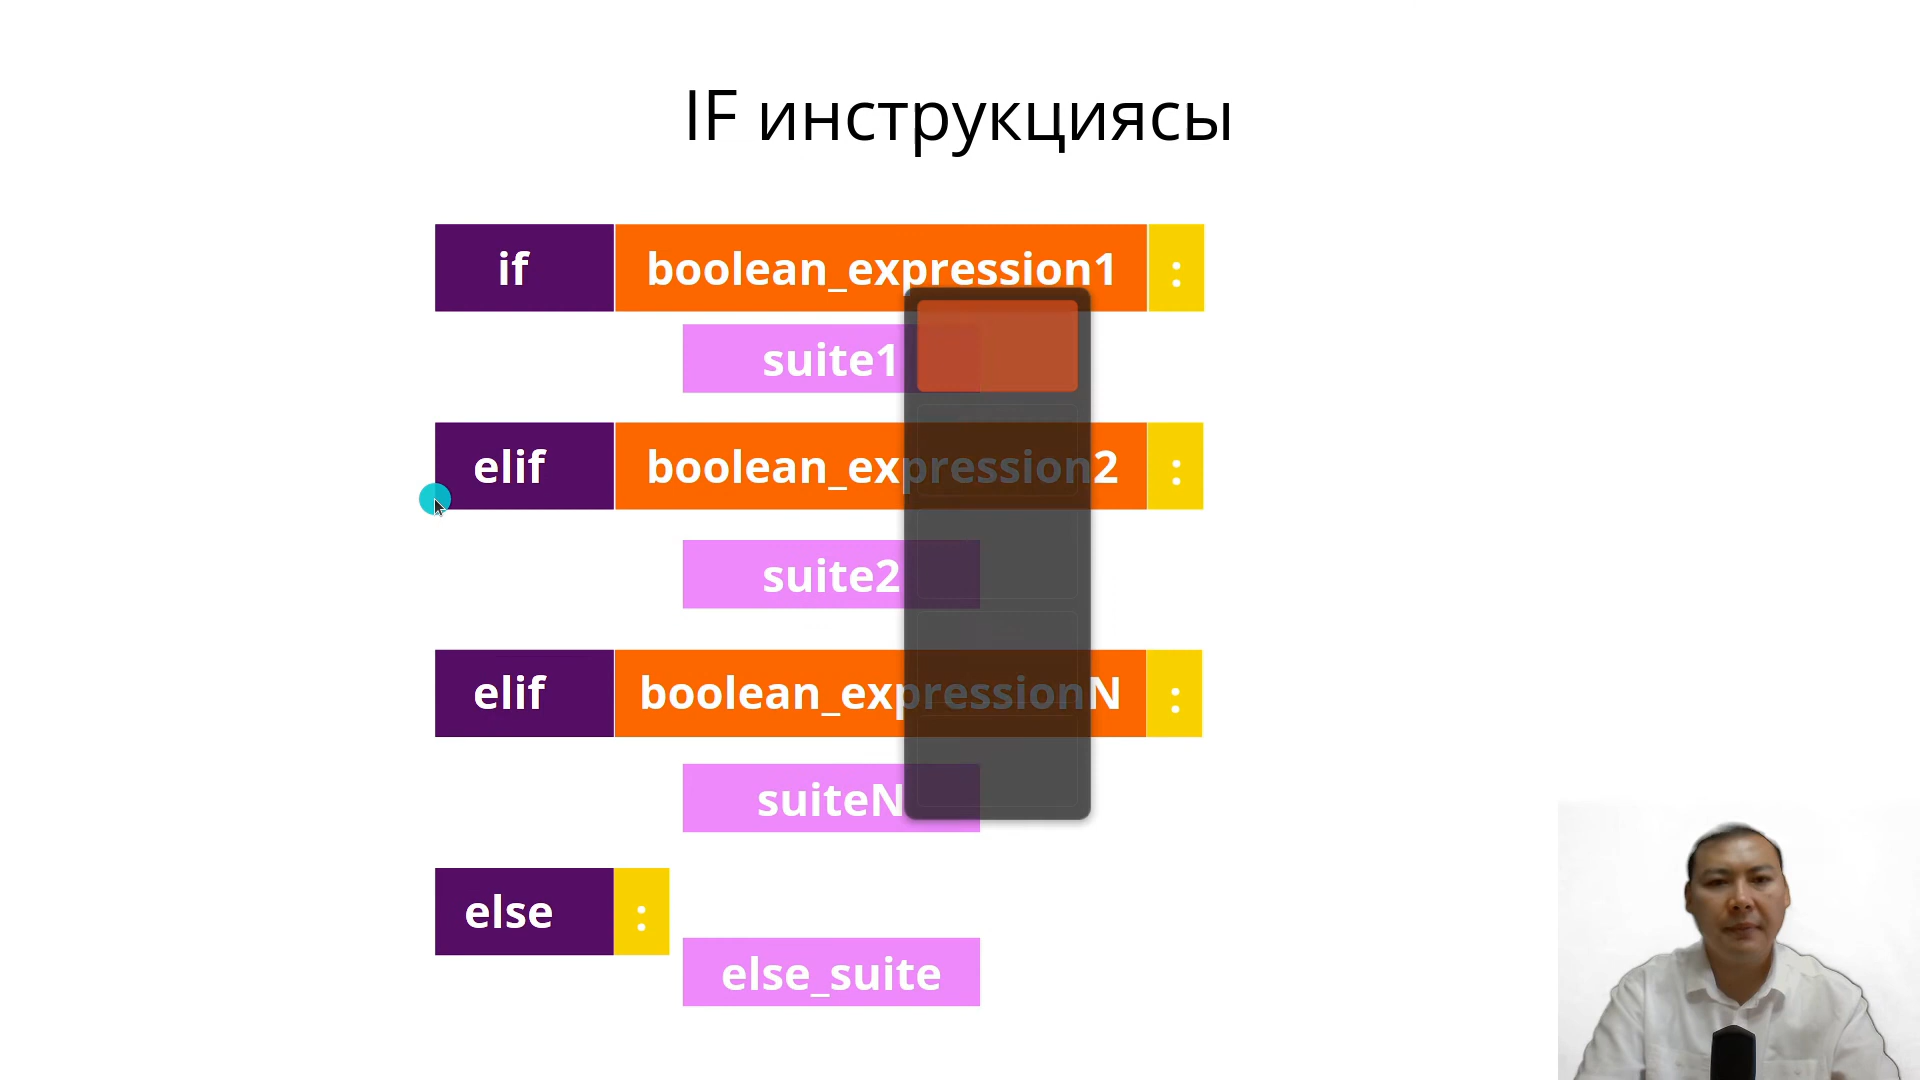 IF инструкциясы
if boolean_expression1 :
suite1
elif boolean_expression2 :
suite2
elif boolean_expressionN :
suiteN
else :
else_suite